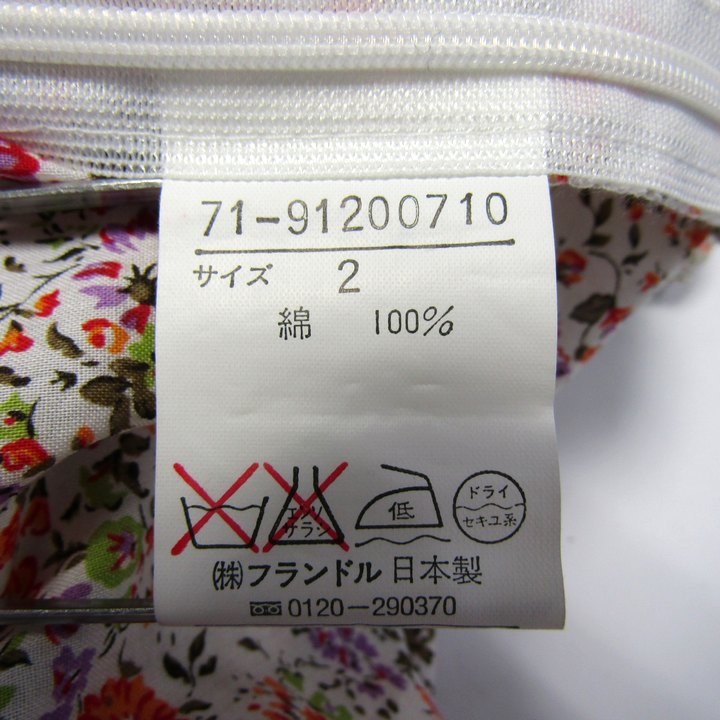 71-91200710
サイズ 2
綿 100%
エンソ
サラシ
低
ドライ
セキユ系
㈱フランドル 日本製
0120-290370